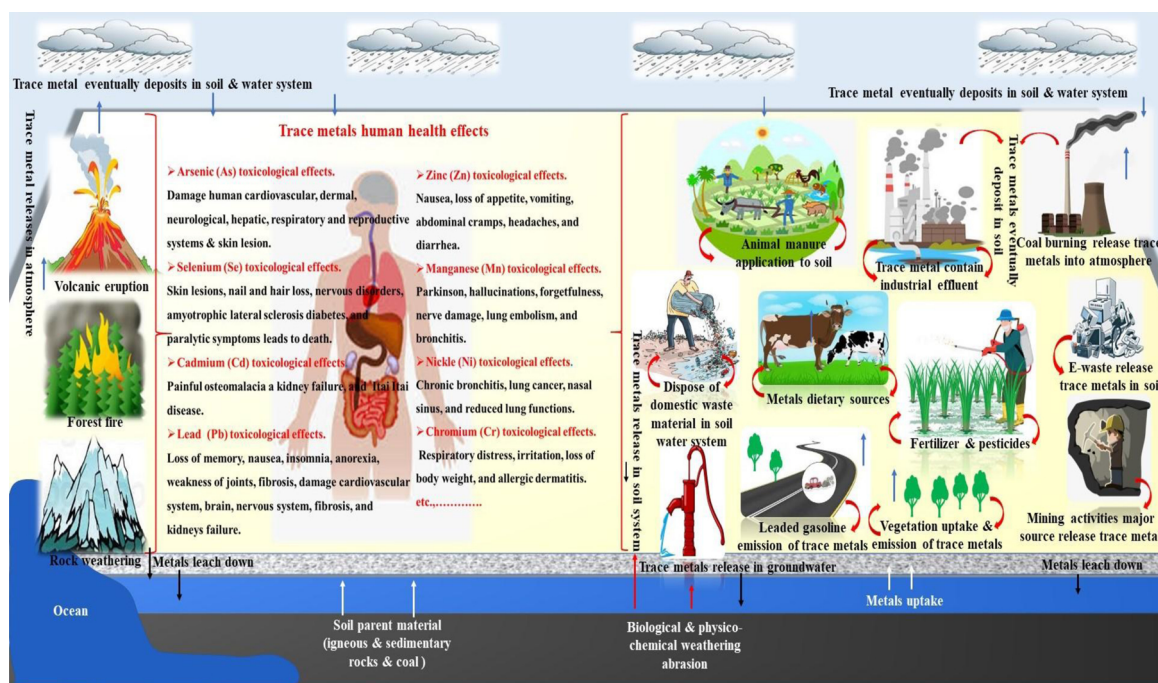 Trace metal eventually deposits in soil & water system
Trace metal eventually deposits in soil & water system
Trace metal releases in atmosphere
Volcanic eruption
Forest fire
Rock weathering
Trace metals human health effects
➢Arsenic (As) toxicological effects.
Damage human cardiovascular, dermal,
neurological, hepatic, respiratory and reproductive
systems & skin lesion.
➢Selenium (Se) toxicological effects.
Skin lesions, nail and hair loss, nervous disorders,
amyotrophic lateral sclerosis diabetes, and
paralytic symptoms leads to death.
➢Cadmium (Cd) toxicological effects.
Painful osteomalacia a kidney failure, and Itai Itai
disease.
➢Lead (Pb) toxicological effects.
Loss of memory, nausea, insomnia, anorexia,
weakness of joints, fibrosis, damage cardiovascular
system, brain, nervous system, fibrosis, and
kidneys failure.
➢Zinc (Zn) toxicological effects.
Nausea, loss of appetite, vomiting,
abdominal cramps, headaches, and
diarrhea.
➢Manganese (Mn) toxicological effects.
Parkinson, hallucinations, forgetfulness,
nerve damage, lung embolism, and
bronchitis.
➢Nickle (Ni) toxicological effects.
Chronic bronchitis, lung cancer, nasal
sinus, and reduced lung functions.
➢Chromium (Cr) toxicological effects.
Respiratory distress, irritation, loss of
body weight, and allergic dermatitis.
etc.,………….
Trace metals release in soil system
Animal manure
application to soil
Trace metal contain
industrial effluent
Trace metals eventually
deposit in soil
Coal burning release trace
metals into atmosphere
Dispose of
domestic waste
material in soil
water system
Metals dietary sources
Fertilizer & pesticides
E-waste release
trace metals in soi
Leaded gasoline
emission of trace metals
Vegetation uptake &
emission of trace metals
Mining activities major
source release trace meta
Metals leach down
Trace metals release in groundwater
Metals leach down
Ocean
Metals uptake
Soil parent material
(igneous & sedimentary
rocks & coal )
Biological & physico-
chemical weathering
abrasion